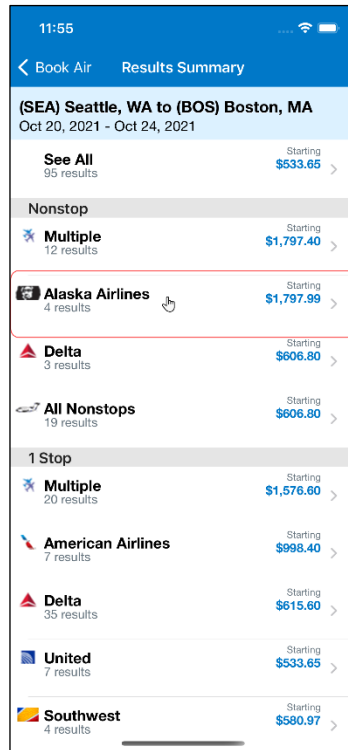 11:55
Book Air
Results Summary
(SEA) Seattle, WA to (BOS) Boston, MA
Oct 20, 2021 - Oct 24, 2021
See All
95 results
Starting
$533.65
Nonstop
Multiple
12 results
Starting
$1,797.40
Alaska Airlines
4 results
Starting
$1,797.99
Delta
3 results
Starting
$606.80
All Nonstops
19 results
Starting
$606.80
1 Stop
Multiple
20 results
Starting
$1,576.60
American Airlines
7 results
Starting
$998.40
Delta
35 results
Starting
$615.60
United
7 results
Starting
$533.65
Southwest
4 results
Starting
$580.97